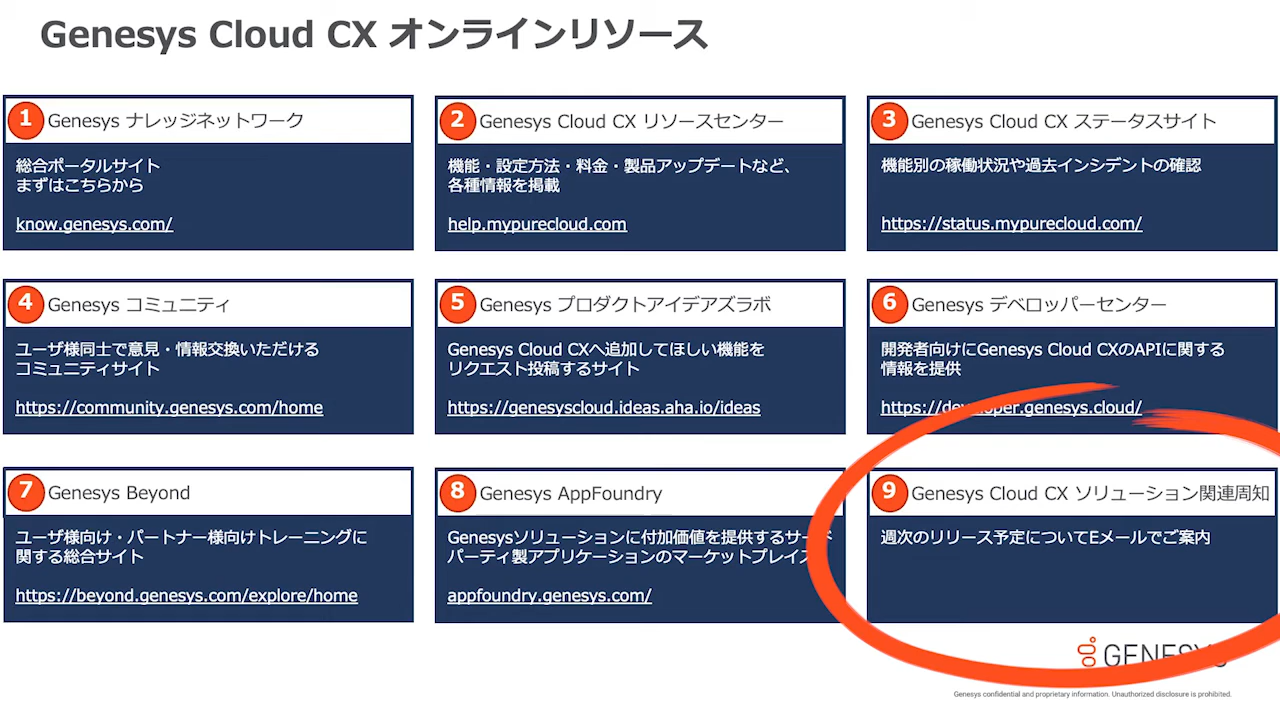 Genesys Cloud CX オンラインリソース
1 Genesys ナレッジネットワーク
総合ポータルサイト
まずはこちらから
know.genesys.com/
2 Genesys Cloud CX リソースセンター
機能・設定方法・料金・製品アップデートなど、
各種情報を掲載
help.mypurecloud.com
3 Genesys Cloud CX ステータスサイト
機能別の稼働状況や過去インシデントの確認
https://status.mypurecloud.com/
4 Genesys コミュニティ
ユーザ様同士で意見・情報交換いただける
コミュニティサイト
https://community.genesys.com/home
5 Genesys プロダクトアイデアズラボ
Genesys Cloud CXへ追加してほしい機能を
リクエスト投稿するサイト
https://genesyscloud.ideas.aha.io/ideas
6 Genesys デベロッパーセンター
開発者向けにGenesys Cloud CXのAPIに関する
情報を提供
https://developer.genesys.cloud/
7 Genesys Beyond
ユーザ様向け・パートナー様向けトレーニングに
関する総合サイト
https://beyond.genesys.com/explore/home
8 Genesys AppFoundry
Genesysソリューションに付加価値を提供するサード
パーティ製アプリケーションのマーケットプレイス
appfoundry.genesys.com/
9 Genesys Cloud CX ソリューション関連周知
週次のリリース予定についてEメールでご案内
GENESYS
Genesys confidential and proprietary information. Unauthorized disclosure is prohibited.